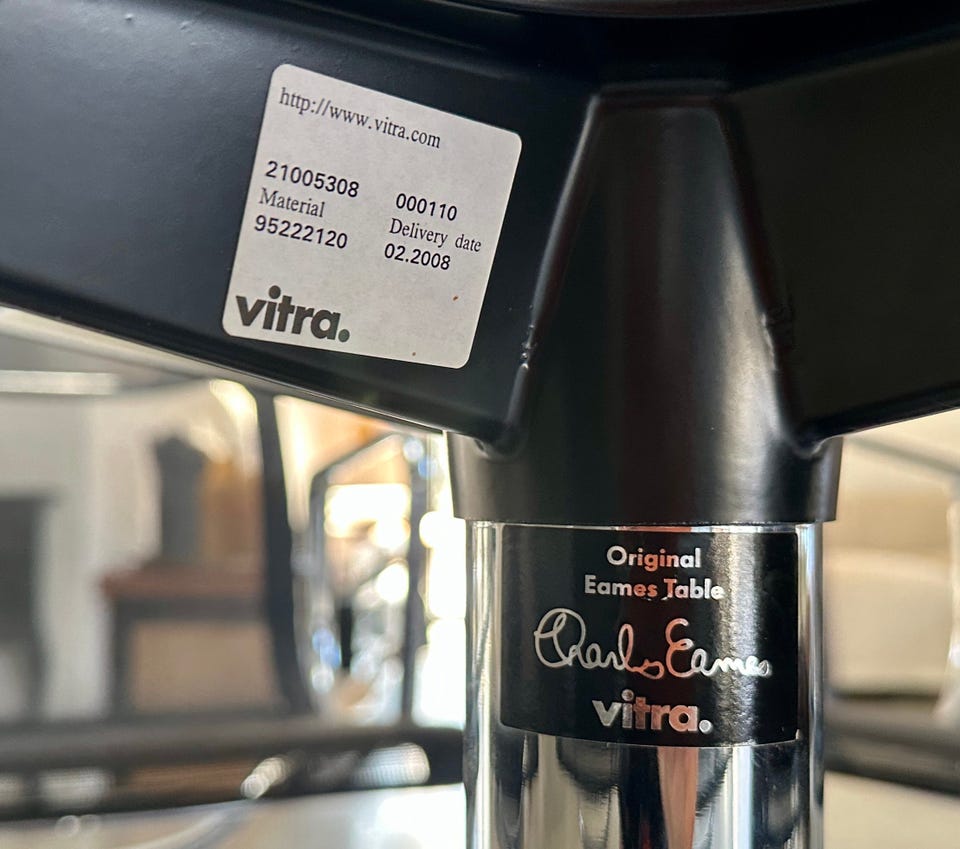 http://www.vitra.com
21005308 000110
Material Delivery date
95222120 02.2008
vitra.
Original
Eames Table
Charles Eames
vitra.